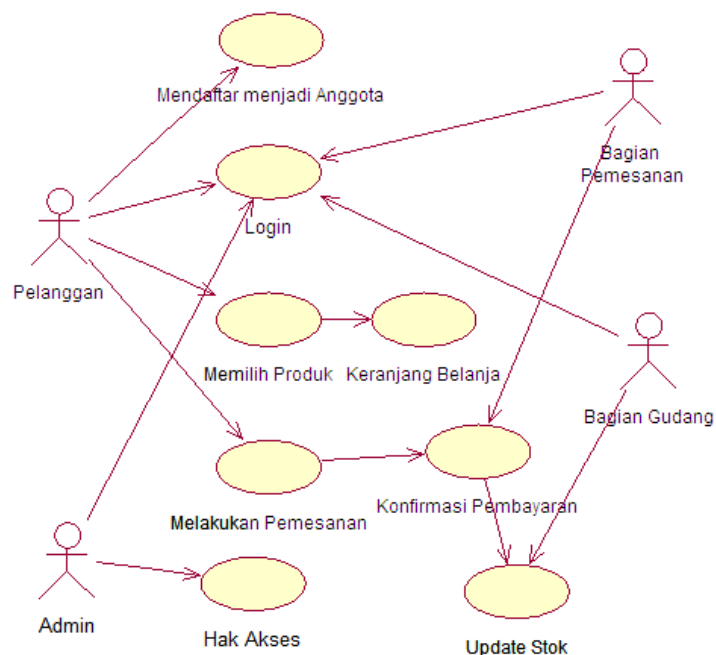 Mendaftar menjadi Anggota
Bagian
Pemesanan
Login
Pelanggan
Memilih Produk
Keranjang Belanja
Bagian Gudang
Melakukan Pemesanan
Konfirmasi Pembayaran
Admin
Hak Akses
Update Stok